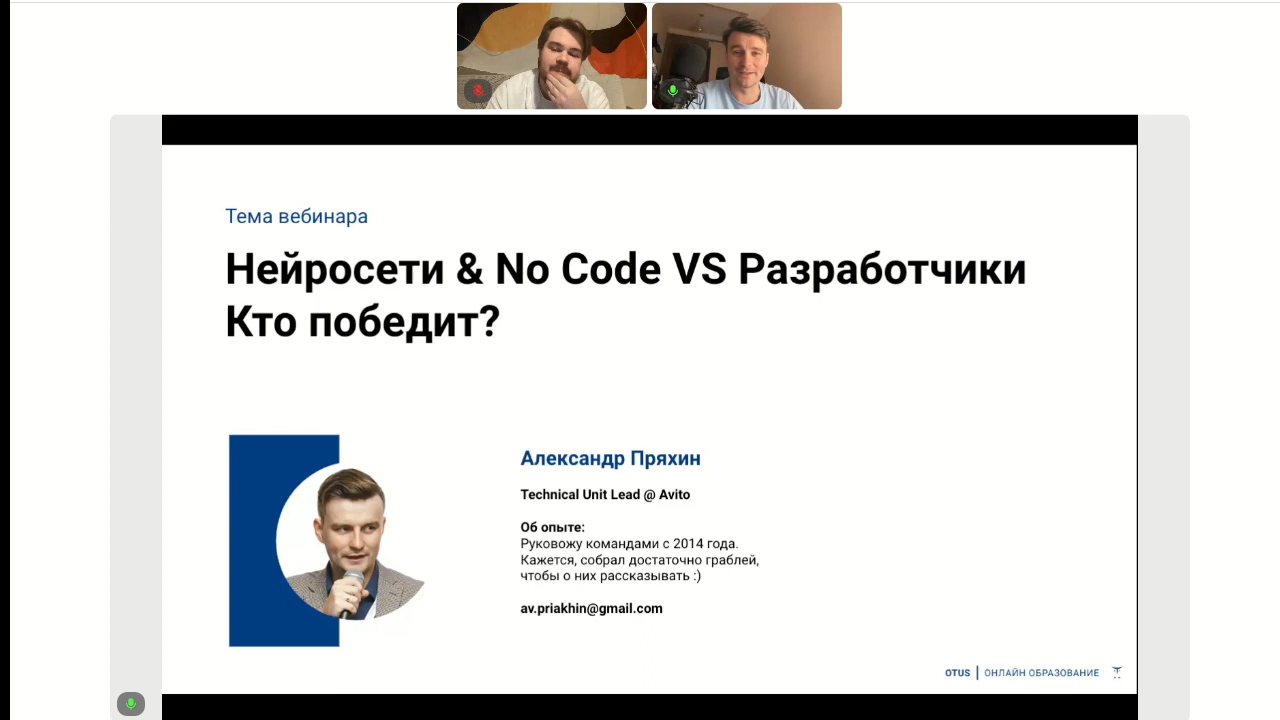 Тема вебинара
Нейросети & No Code VS Разработчики
Кто победит?
Александр Пряхин
Technical Unit Lead @ Avito
Об опыте:
Руковожу командами с 2014 года.
Кажется, собрал достаточно граблей,
чтобы о них рассказывать :)
av.priakhin@gmail.com
OTUS | ОНЛАЙН ОБРАЗОВАНИЕ